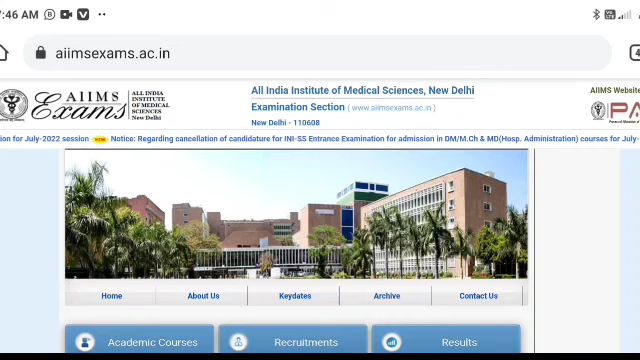 7:46 AM
aiimsexams.ac.in
AIIMS
Exams
ALL INDIA
INSTITUTE
OF MEDICAL
SCIENCES
New Delhi
All India Institute of Medical Sciences, New Delhi
Examination Section ( www.aiimsexams.ac.in )
New Delhi - 110608
AIIMS Website
for July-2022 session NEW Notice: Regarding cancellation of candidature for INI-SS Entrance Examination for admission in DM/M.Ch & MD(Hosp. Administration) courses for July-
Home About Us Keydates Archive Contact Us
Academic Courses Recruitments Results